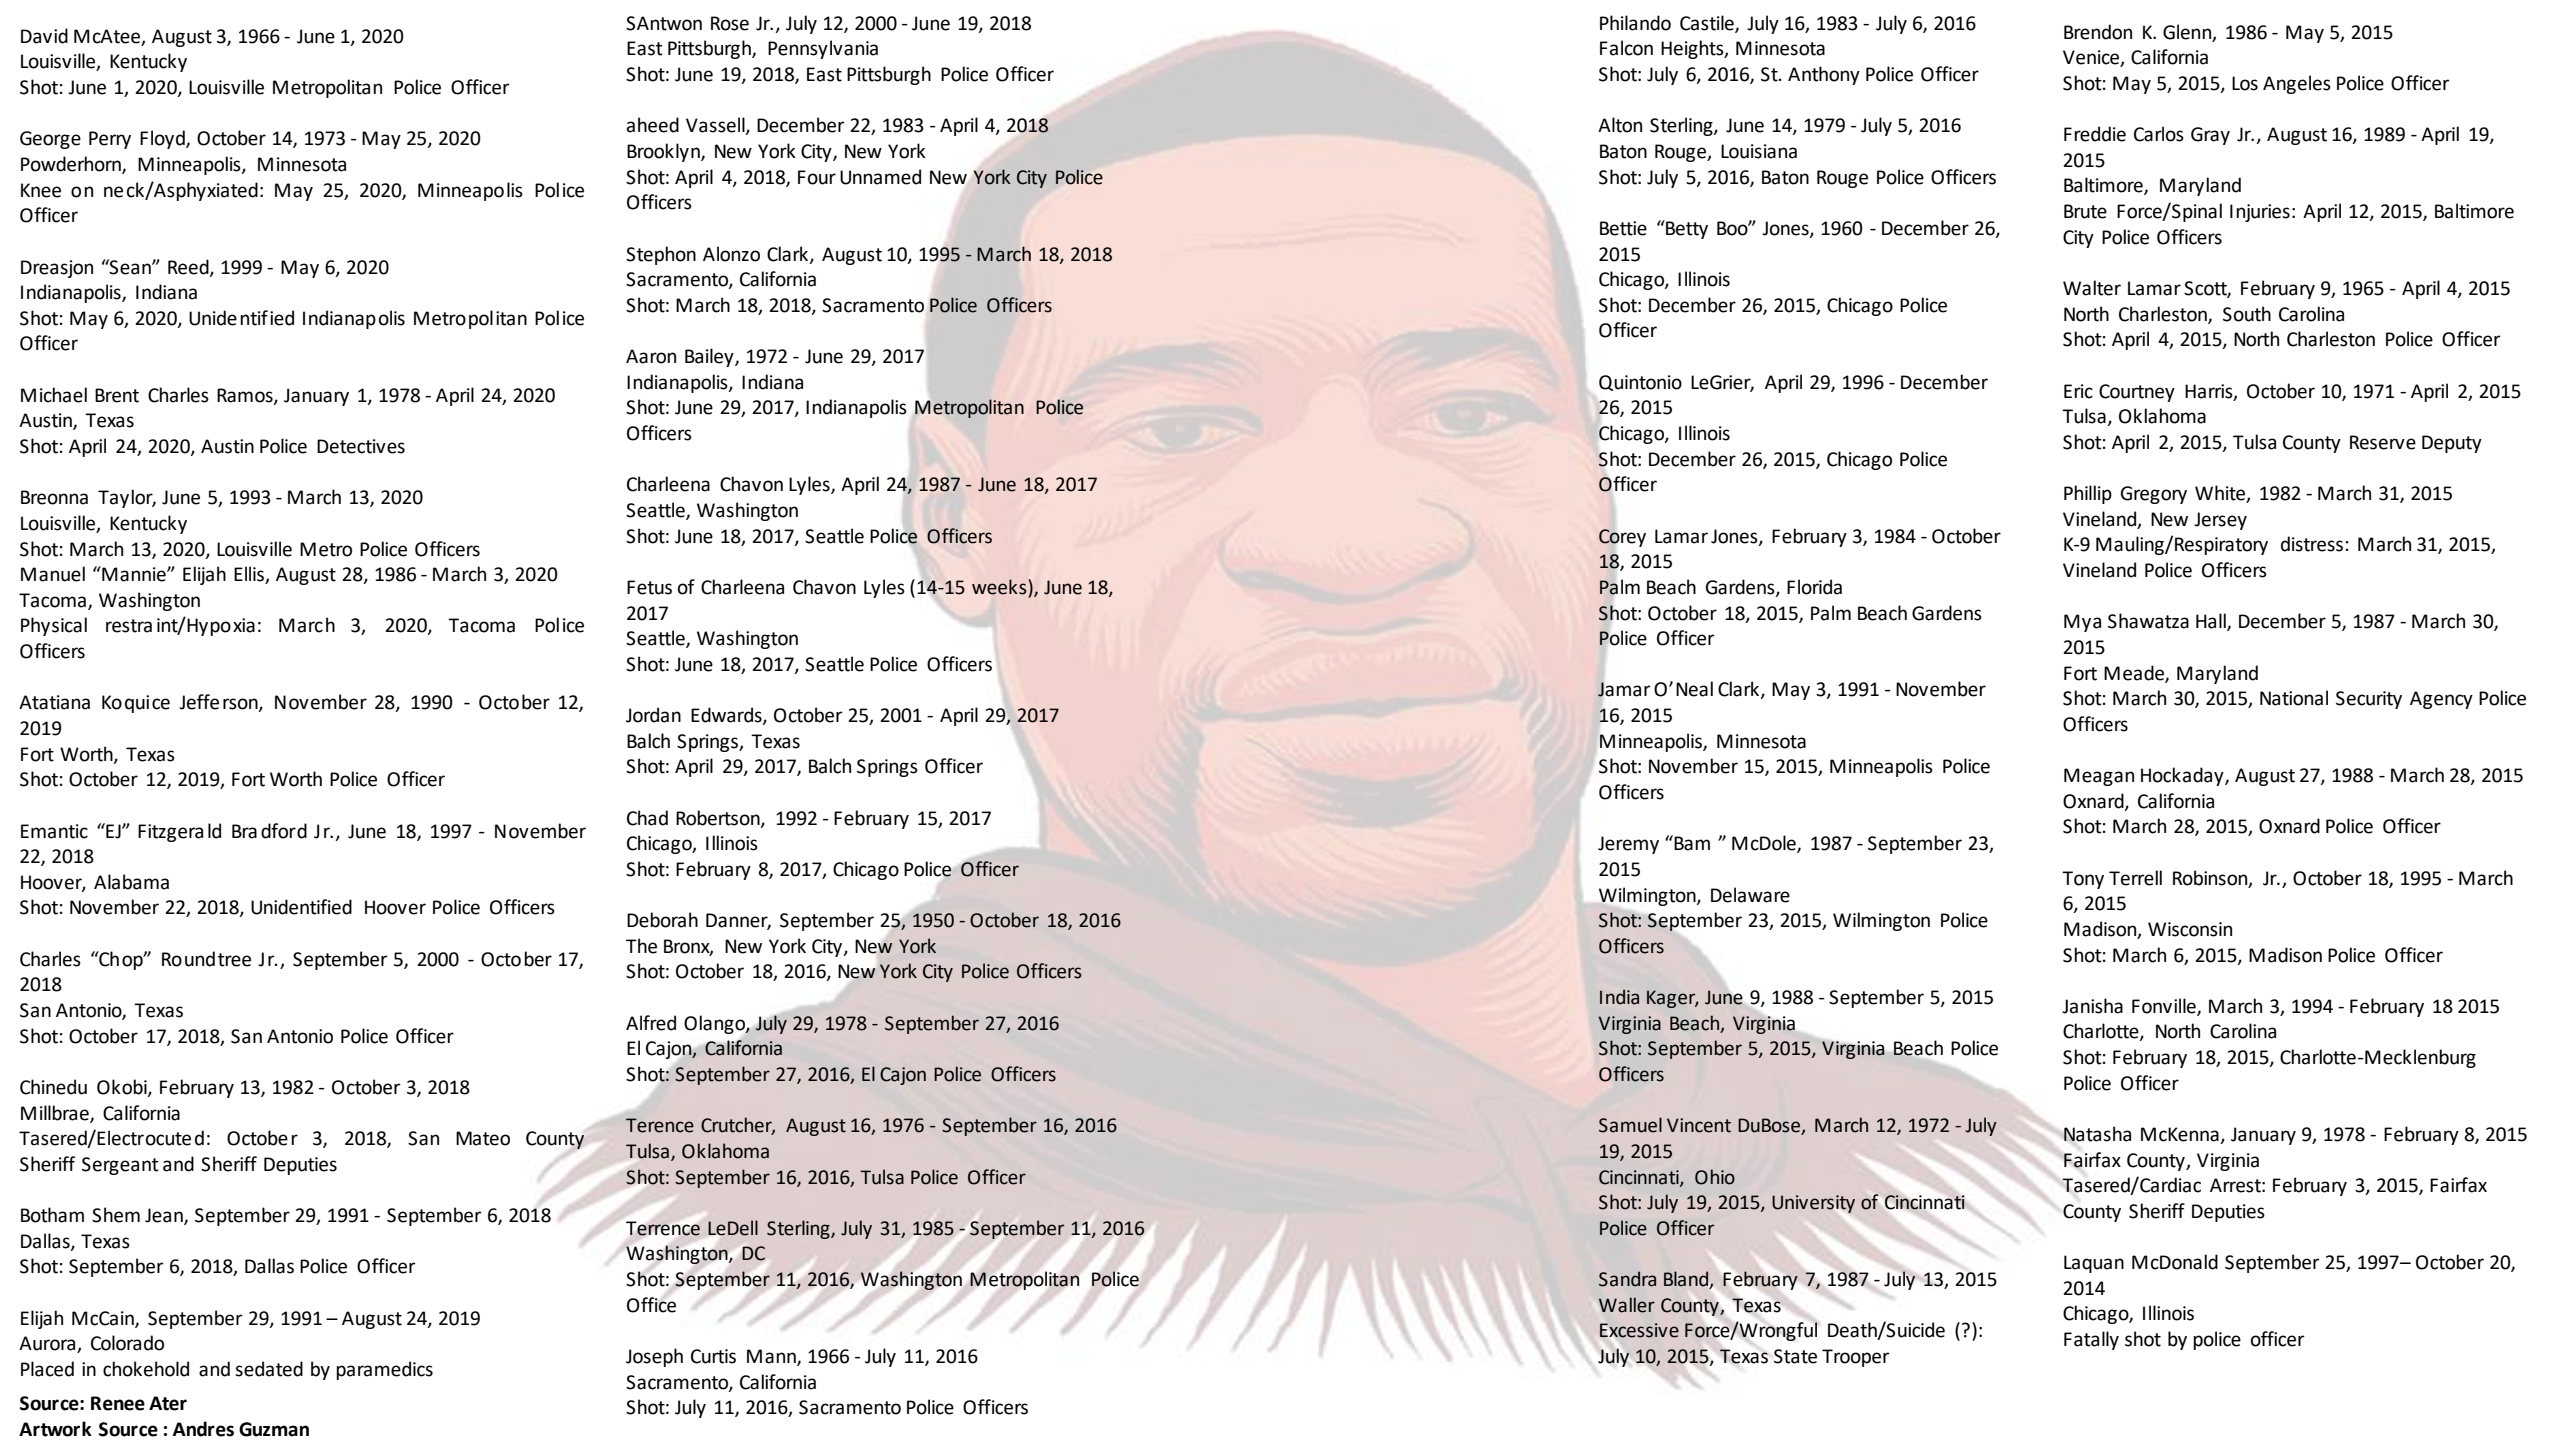 David McAtee, August 3, 1966 - June 1, 2020
Louisville, Kentucky
Shot: June 1, 2020, Louisville Metropolitan Police Officer
George Perry Floyd, October 14, 1973 - May 25, 2020
Powderhorn, Minneapolis, Minnesota
Knee on neck/Asphyxiated: May 25, 2020, Minneapolis Police
Officer
Dreasjon “Sean” Reed, 1999 - May 6, 2020
Indianapolis, Indiana
Shot: May 6, 2020, Unidentified Indianapolis Metropolitan Police
Officer
Michael Brent Charles Ramos, January 1, 1978 - April 24, 2020
Austin, Texas
Shot: April 24, 2020, Austin Police Detectives
Breonna Taylor, June 5, 1993 - March 13, 2020
Louisville, Kentucky
Shot: March 13, 2020, Louisville Metro Police Officers
Manuel “Mannie” Elijah Ellis, August 28, 1986 - March 3, 2020
Tacoma, Washington
Physical restraint/Hypoxia: March 3, 2020, Tacoma Police
Officers
Atatiana Koquice Jefferson, November 28, 1990 - October 12,
2019
Fort Worth, Texas
Shot: October 12, 2019, Fort Worth Police Officer
Emantic “EJ” Fitzgerald Bradford Jr., June 18, 1997 - November
22, 2018
Hoover, Alabama
Shot: November 22, 2018, Unidentified Hoover Police Officers
Charles “Chop” Roundtree Jr., September 5, 2000 - October 17,
2018
San Antonio, Texas
Shot: October 17, 2018, San Antonio Police Officer
Chinedu Okobi, February 13, 1982 - October 3, 2018
Millbrae, California
Tasered/Electrocuted: October 3, 2018, San Mateo County
Sheriff Sergeant and Sheriff Deputies
Botham Shem Jean, September 29, 1991 - September 6, 2018
Dallas, Texas
Shot: September 6, 2018, Dallas Police Officer
Elijah McCain, September 29, 1991 – August 24, 2019
Aurora, Colorado
Placed in chokehold and sedated by paramedics
Source: Renee Ater
Artwork Source : Andres Guzman
SAntwon Rose Jr., July 12, 2000 - June 19, 2018
East Pittsburgh, Pennsylvania
Shot: June 19, 2018, East Pittsburgh Police Officer
aheed Vassell, December 22, 1983 - April 4, 2018
Brooklyn, New York City, New York
Shot: April 4, 2018, Four Unnamed New York City Police
Officers
Stephon Alonzo Clark, August 10, 1995 - March 18, 2018
Sacramento, California
Shot: March 18, 2018, Sacramento Police Officers
Aaron Bailey, 1972 - June 29, 2017
Indianapolis, Indiana
Shot: June 29, 2017, Indianapolis Metropolitan Police
Officers
Charleena Chavon Lyles, April 24, 1987 - June 18, 2017
Seattle, Washington
Shot: June 18, 2017, Seattle Police Officers
Fetus of Charleena Chavon Lyles (14-15 weeks), June 18,
2017
Seattle, Washington
Shot: June 18, 2017, Seattle Police Officers
Jordan Edwards, October 25, 2001 - April 29, 2017
Balch Springs, Texas
Shot: April 29, 2017, Balch Springs Officer
Chad Robertson, 1992 - February 15, 2017
Chicago, Illinois
Shot: February 8, 2017, Chicago Police Officer
Deborah Danner, September 25, 1950 - October 18, 2016
The Bronx, New York City, New York
Shot: October 18, 2016, New York City Police Officers
Alfred Olango, July 29, 1978 - September 27, 2016
El Cajon, California
Shot: September 27, 2016, El Cajon Police Officers
Terence Crutcher, August 16, 1976 - September 16, 2016
Tulsa, Oklahoma
Shot: September 16, 2016, Tulsa Police Officer
Terrence LeDell Sterling, July 31, 1985 - September 11, 2016
Washington, DC
Shot: September 11, 2016, Washington Metropolitan Police
Office
Joseph Curtis Mann, 1966 - July 11, 2016
Sacramento, California
Shot: July 11, 2016, Sacramento Police Officers
Philando Castile, July 16, 1983 - July 6, 2016
Falcon Heights, Minnesota
Shot: July 6, 2016, St. Anthony Police Officer
Alton Sterling, June 14, 1979 - July 5, 2016
Baton Rouge, Louisiana
Shot: July 5, 2016, Baton Rouge Police Officers
Bettie “Betty Boo” Jones, 1960 - December 26,
2015
Chicago, Illinois
Shot: December 26, 2015, Chicago Police
Officer
Quintonio LeGrier, April 29, 1996 - December
26, 2015
Chicago, Illinois
Shot: December 26, 2015, Chicago Police
Officer
Corey Lamar Jones, February 3, 1984 - October
18, 2015
Palm Beach Gardens, Florida
Shot: October 18, 2015, Palm Beach Gardens
Police Officer
Jamar O’Neal Clark, May 3, 1991 - November
16, 2015
Minneapolis, Minnesota
Shot: November 15, 2015, Minneapolis Police
Officers
Jeremy “Bam ” McDole, 1987 - September 23,
2015
Wilmington, Delaware
Shot: September 23, 2015, Wilmington Police
Officers
India Kager, June 9, 1988 - September 5, 2015
Virginia Beach, Virginia
Shot: September 5, 2015, Virginia Beach Police
Officers
Samuel Vincent DuBose, March 12, 1972 - July
19, 2015
Cincinnati, Ohio
Shot: July 19, 2015, University of Cincinnati
Police Officer
Sandra Bland, February 7, 1987 - July 13, 2015
Waller County, Texas
Excessive Force/Wrongful Death/Suicide (?):
July 10, 2015, Texas State Trooper
Brendon K. Glenn, 1986 - May 5, 2015
Venice, California
Shot: May 5, 2015, Los Angeles Police Officer
Freddie Carlos Gray Jr., August 16, 1989 - April 19,
2015
Baltimore, Maryland
Brute Force/Spinal Injuries: April 12, 2015, Baltimore
City Police Officers
Walter Lamar Scott, February 9, 1965 - April 4, 2015
North Charleston, South Carolina
Shot: April 4, 2015, North Charleston Police Officer
Eric Courtney Harris, October 10, 1971 - April 2, 2015
Tulsa, Oklahoma
Shot: April 2, 2015, Tulsa County Reserve Deputy
Phillip Gregory White, 1982 - March 31, 2015
Vineland, New Jersey
K-9 Mauling/Respiratory distress: March 31, 2015,
Vineland Police Officers
Mya Shawatza Hall, December 5, 1987 - March 30,
2015
Fort Meade, Maryland
Shot: March 30, 2015, National Security Agency Police
Officers
Meagan Hockaday, August 27, 1988 - March 28, 2015
Oxnard, California
Shot: March 28, 2015, Oxnard Police Officer
Tony Terrell Robinson, Jr., October 18, 1995 - March
6, 2015
Madison, Wisconsin
Shot: March 6, 2015, Madison Police Officer
Janisha Fonville, March 3, 1994 - February 18 2015
Charlotte, North Carolina
Shot: February 18, 2015, Charlotte-Mecklenburg
Police Officer
Natasha McKenna, January 9, 1978 - February 8, 2015
Fairfax County, Virginia
Tasered/Cardiac Arrest: February 3, 2015, Fairfax
County Sheriff Deputies
Laquan McDonald September 25, 1997– October 20,
2014
Chicago, Illinois
Fatally shot by police officer